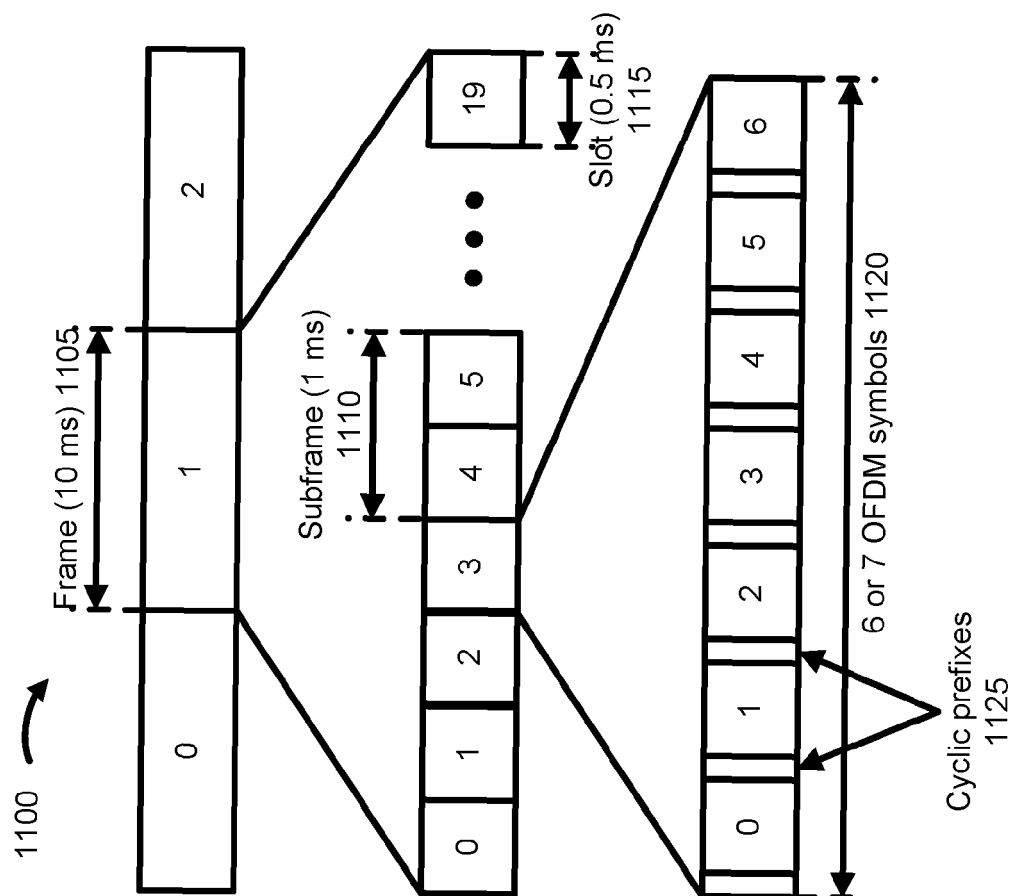 1100
Frame (10 ms) 1105
0 1 2
Subframe (1 ms)
1110
0 1 2 3 4 5 19
Slot (0.5 ms)
1115
0 1 2 3 4 5 6
6 or 7 OFDM symbols 1120
Cyclic prefixes
1125